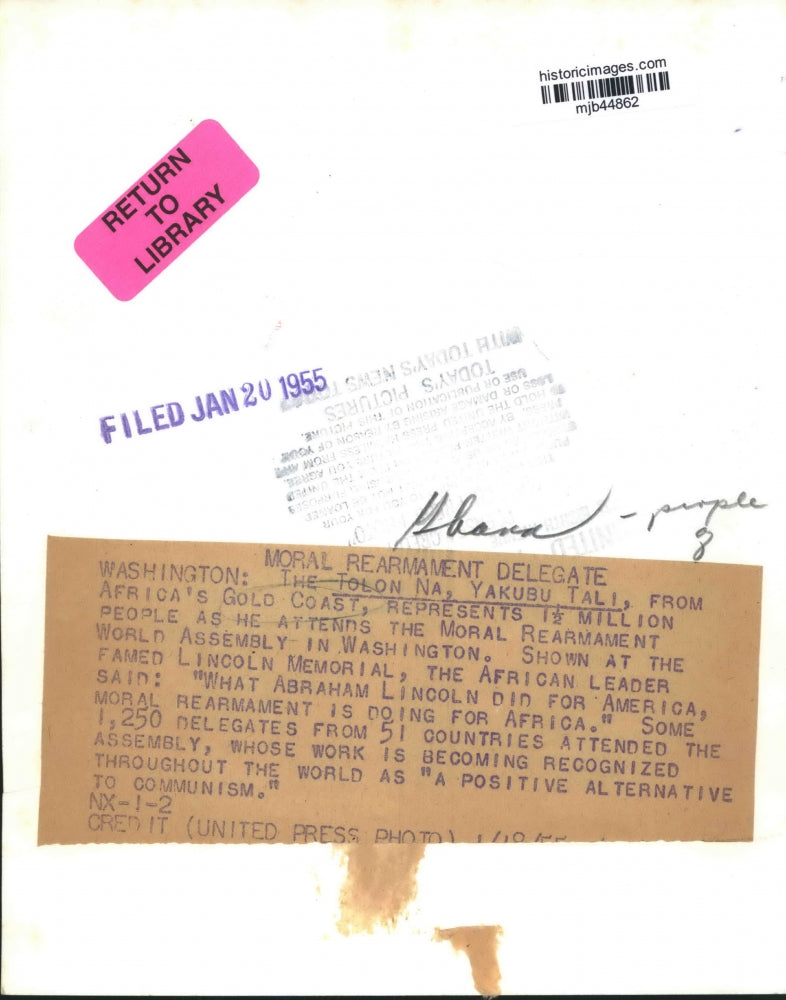 historicimages.com
mjb44862
RETURN
TO
LIBRARY
WITH TODAY'S NEWS
TODAY'S PICTURES
FILED JAN 20 1955
Ghana - people
MORAL REARMAMENT DELEGATE
WASHINGTON: THE TOLON NA, YAKUBU TALI, FROM
AFRICA'S GOLD COAST, REPRESENTS 1½ MILLION
PEOPLE AS HE ATTENDS THE MORAL REARMAMENT
WORLD ASSEMBLY IN WASHINGTON. SHOWN AT THE
FAMED LINCOLN MEMORIAL, THE AFRICAN LEADER
SAID: "WHAT ABRAHAM LINCOLN DID FOR AMERICA,
MORAL REARMAMENT IS DOING FOR AFRICA." SOME
1,250 DELEGATES FROM 51 COUNTRIES ATTENDED THE
ASSEMBLY, WHOSE WORK IS BECOMING RECOGNIZED
THROUGHOUT THE WORLD AS "A POSITIVE ALTERNATIVE
TO COMMUNISM."
NX-1-2
CREDIT (UNITED PRESS PHOTO)